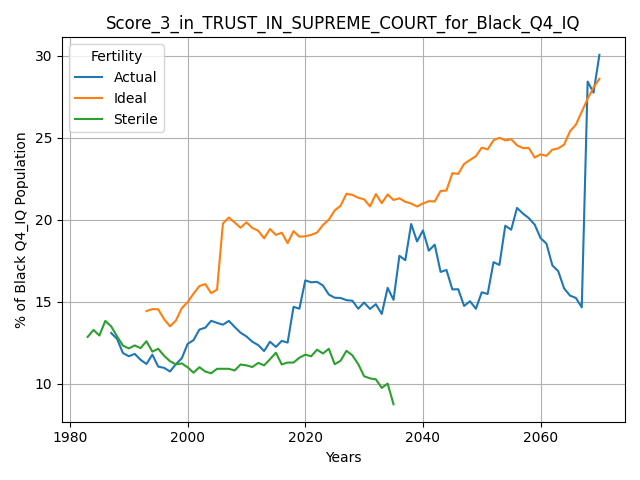 Score_3_in_TRUST_IN_SUPREME_COURT_for_Black_Q4_IQ
Fertility
Actual
Ideal
Sterile
% of Black Q4_IQ Population
30
25
20
15
10
1980
2000
2020
2040
2060
Years